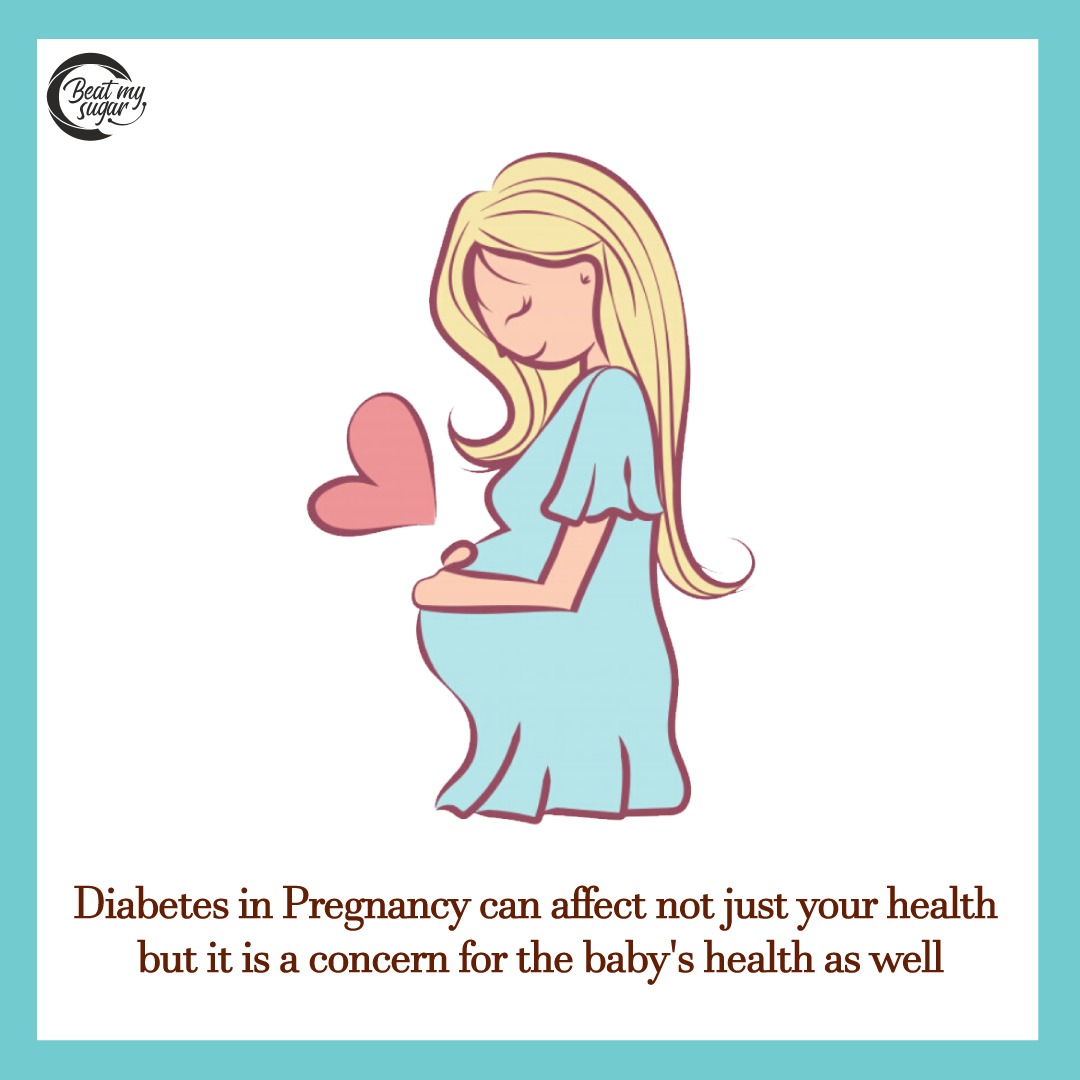 Beat my
sugar
Diabetes in Pregnancy can affect not just your health
but it is a concern for the baby's health as well